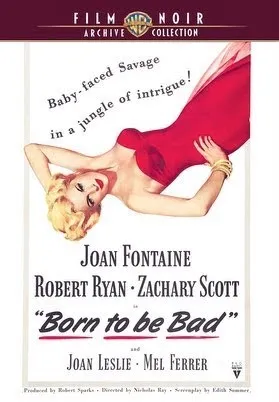 FILM NOIR
ARCHIVE COLLECTION
Baby-faced Savage
in a jungle of intrigue!
JOAN FONTAINE
ROBERT RYAN · ZACHARY SCOTT
in
"Born to be Bad"
and
JOAN LESLIE · MEL FERRER
Produced by Robert Sparks · Directed by Nicholas Ray · Screenplay by Edith Sommer